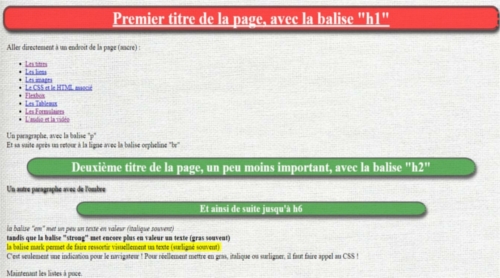 Premier titre de la page, avec la balise "h1"
Aller directement à un endroit de la page (ancre) :
Les titres
Les liens
Les images
Le CSS et le HTML associé
Flexbox
Les Tableaux
Les Formulaires
L'audio et la vidéo
Un paragraphe, avec la balise "p"
Et sa suite après un retour à la ligne avec la balise orpheline "br"
Deuxième titre de la page, un peu moins important, avec la balise "h2"
Un autre paragraphe avec de l'ombre
Et ainsi de suite jusqu'à h6
la balise "em" met un peu un texte en valeur (italique souvent)
tandis que la balise "strong" met encore plus en valeur un texte (gras souvent)
la balise mark permet de faire ressortir visuellement un texte (surligné souvent)
C'est seulement une indication pour le navigateur ! Pour réellement mettre en gras, italique ou surligner, il faut faire appel au CSS !
Maintenant les listes à puce.